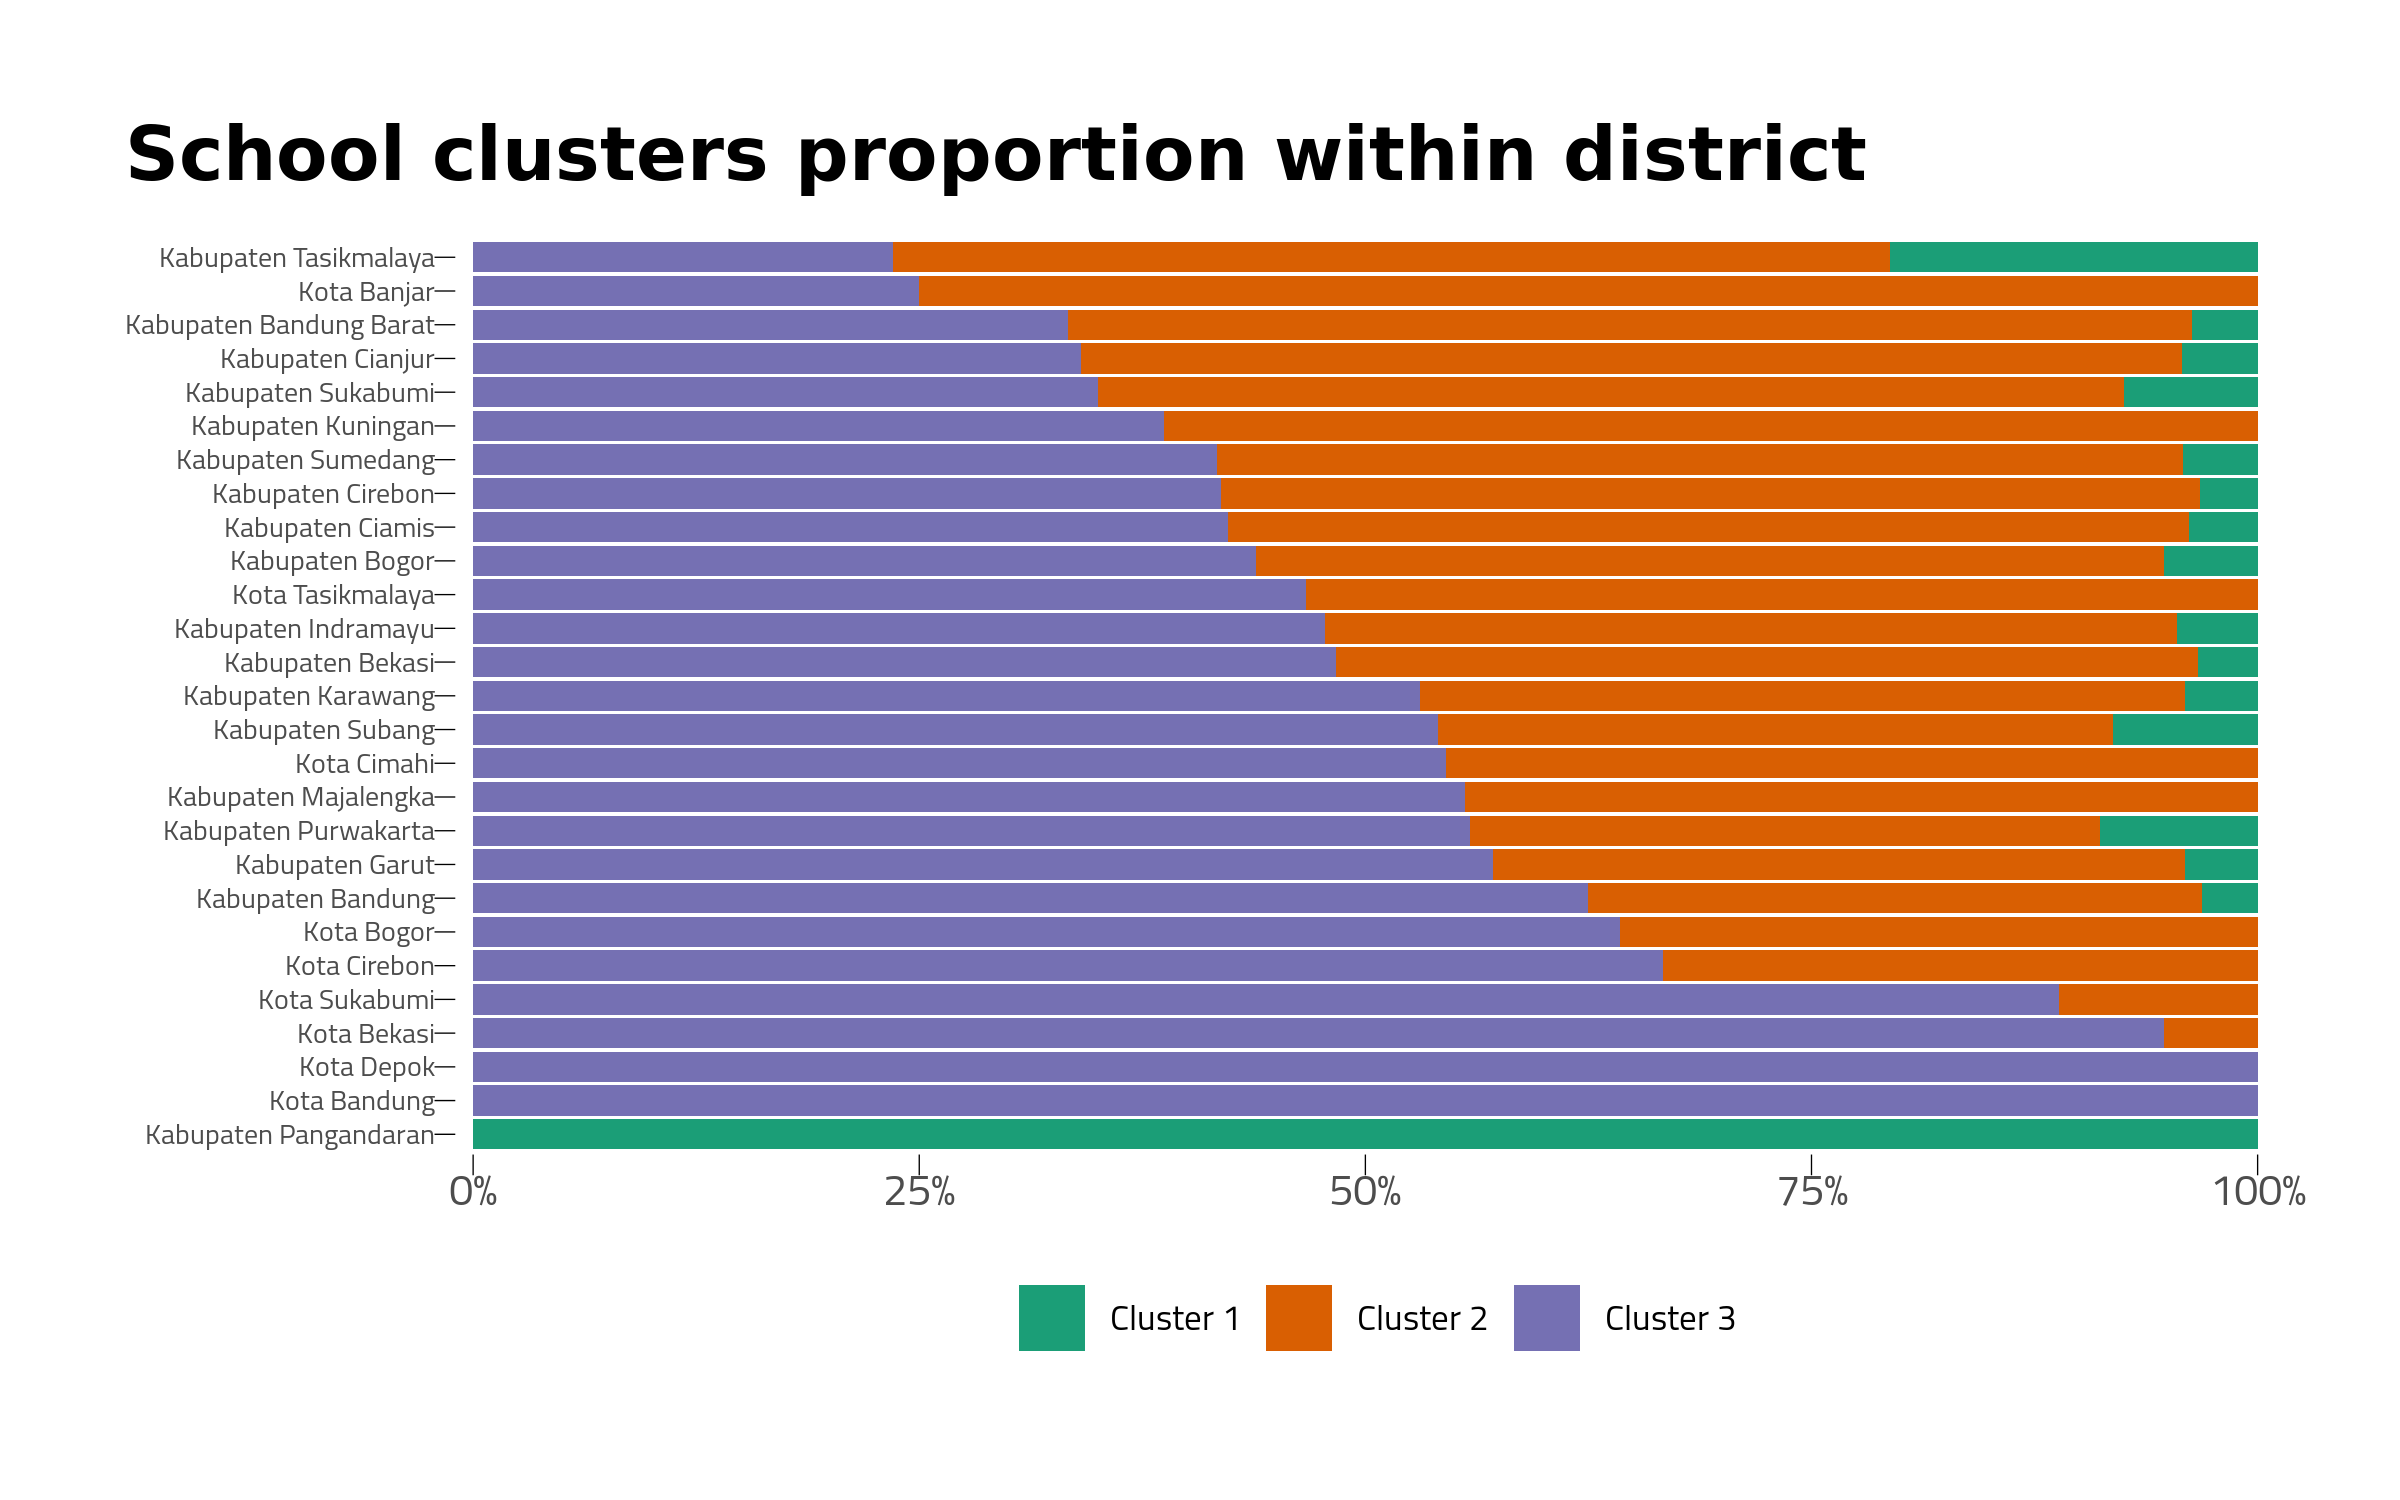 School clusters proportion within district
Kabupaten Tasikmalaya
Kota Banjar
Kabupaten Bandung Barat
Kabupaten Cianjur
Kabupaten Sukabumi
Kabupaten Kuningan
Kabupaten Sumedang
Kabupaten Cirebon
Kabupaten Ciamis
Kabupaten Bogor
Kota Tasikmalaya
Kabupaten Indramayu
Kabupaten Bekasi
Kabupaten Karawang
Kabupaten Subang
Kota Cimahi
Kabupaten Majalengka
Kabupaten Purwakarta
Kabupaten Garut
Kabupaten Bandung
Kota Bogor
Kota Cirebon
Kota Sukabumi
Kota Bekasi
Kota Depok
Kota Bandung
Kabupaten Pangandaran
0% 25% 50% 75% 100%
Cluster 1 Cluster 2 Cluster 3